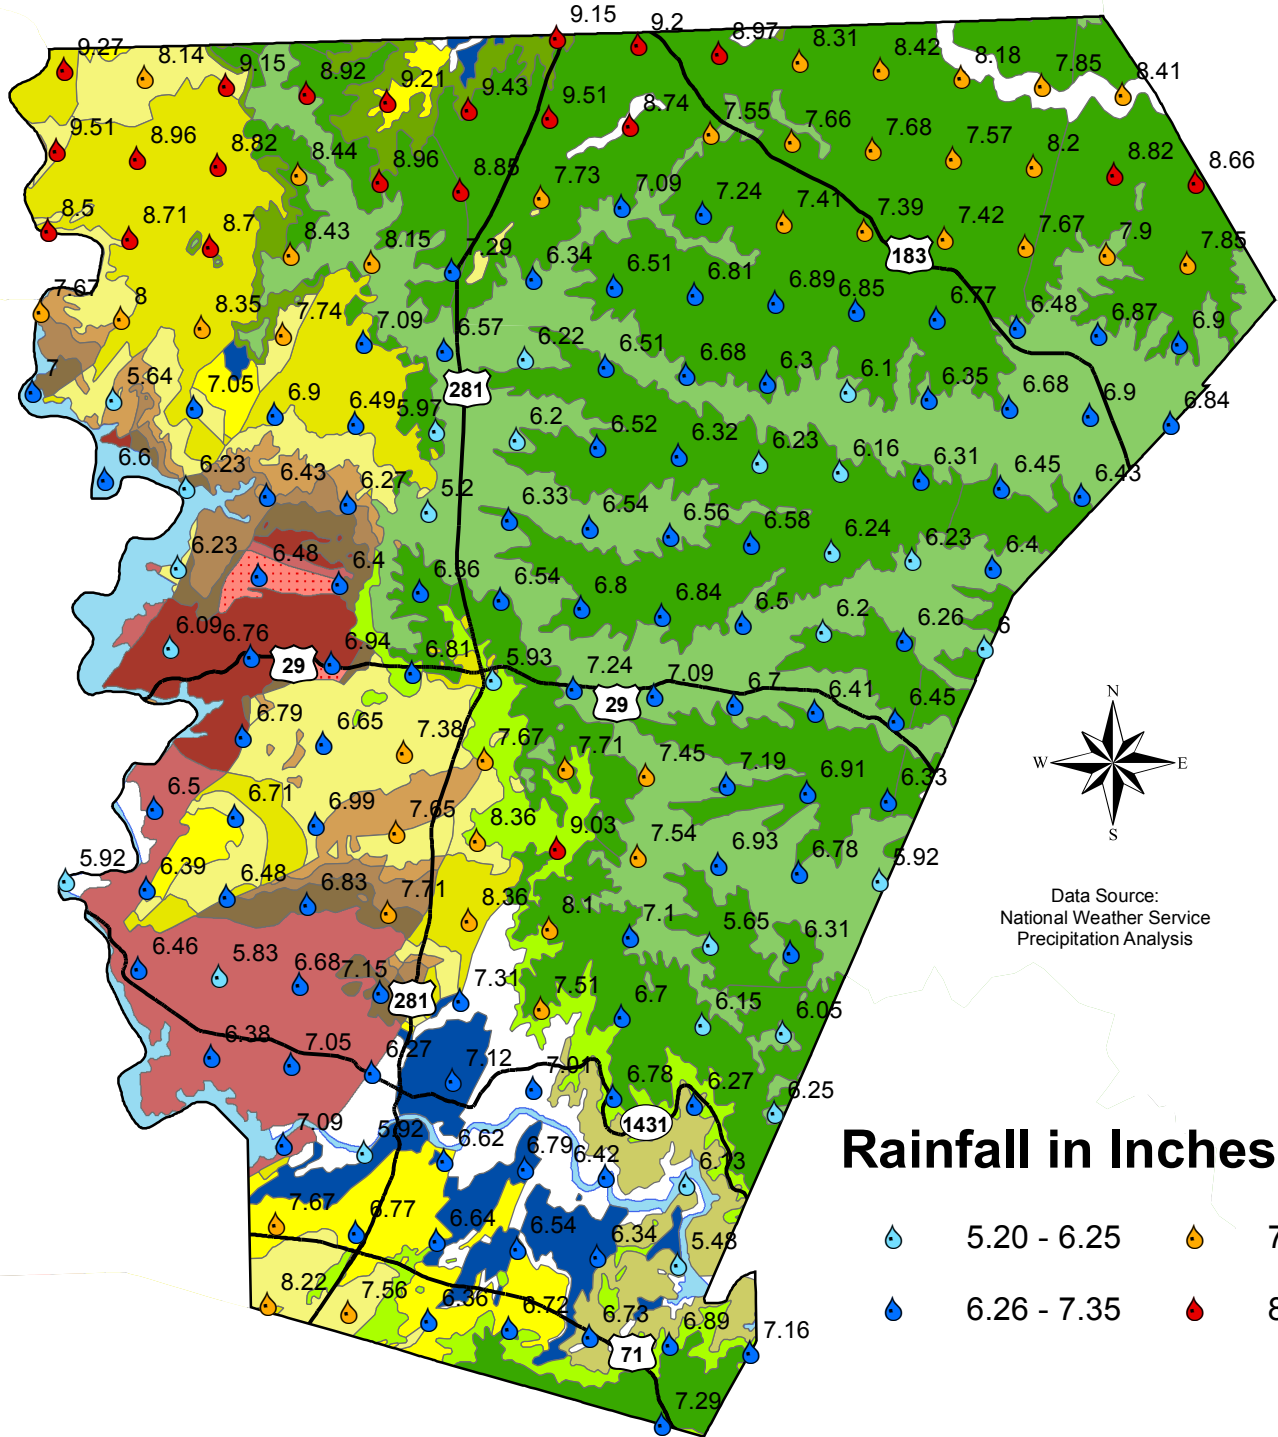 9.27 8.14 9.15 8.92 9.21 9.43 9.15 9.2 8.97 8.31 8.42 8.18 7.85 8.41
9.51 8.96 8.82 8.44 8.96 8.85 9.51 8.74 7.55 7.66 7.68 7.57 8.2 8.82 8.66
8.5 8.71 8.7 8.43 8.15 7.29 7.73 7.09 7.24 7.41 7.39 7.42 7.67 7.9 7.85
183
7.67 8 8.35 7.74 7.09 6.57 6.34 6.51 6.81 6.89 6.85 6.77 6.48 6.87 6.9
7 5.64 7.05 6.9 6.49 5.97 6.22 6.51 6.68 6.3 6.1 6.35 6.68 6.9 6.84
281
6.6 6.23 6.43 6.27 5.2 6.2 6.52 6.32 6.23 6.16 6.31 6.45 6.43
6.23 6.48 6.4 6.36 6.33 6.54 6.56 6.58 6.24 6.23 6.4
6.09 6.76 6.94 6.81 6.54 6.8 6.84 6.5 6.2 6.26 6
29
5.93 7.24 7.09 6.7 6.41 6.45
29
6.79 6.65 7.38 7.67 7.71 7.45 7.19 6.91 6.33
6.5 6.71 6.99 7.65 8.36 9.03 7.54 6.93 6.78 5.92
5.92 6.39 6.48 6.83 7.71 8.36 8.1 7.1 5.65 6.31
6.46 5.83 6.68 7.15 7.31 7.51 6.7 6.15 6.05
281
6.38 7.05 6.27 7.12 7.01 6.78 6.27 6.25
1431
7.09 5.92 6.62 6.79 6.42 6.13
7.67 6.77 6.64 6.54 6.34 5.48
8.22 7.56 6.36 6.72 6.73 6.89 7.16
71
7.29
N
W E
S
Data Source:
National Weather Service
Precipitation Analysis
Rainfall in Inches
5.20 - 6.25 7
6.26 - 7.35 8